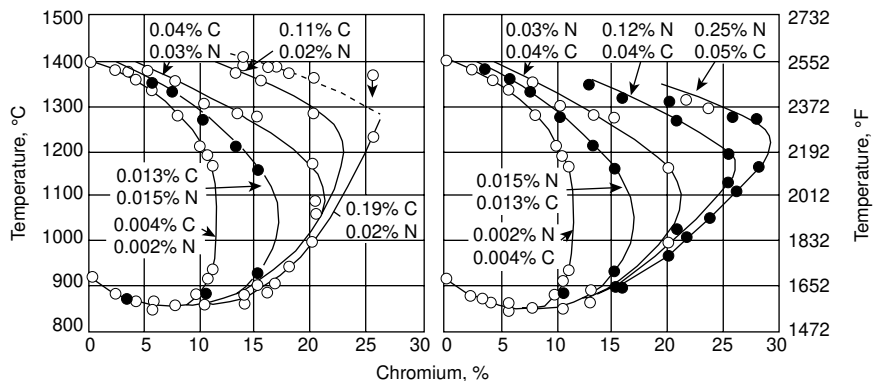 1500
1400
1300
1200
1100
1000
900
800
Temperature, °C
0.04% C
0.03% N
0.11% C
0.02% N
0.013% C
0.015% N
0.004% C
0.002% N
0.19% C
0.02% N
0 5 10 15 20 25 30
0.03% N
0.04% C
0.12% N
0.04% C
0.25% N
0.05% C
0.015% N
0.013% C
0.002% N
0.004% C
0 5 10 15 20 25 30
2732
2552
2372
2192
2012
1832
1652
1472
Temperature, °F
Chromium, %